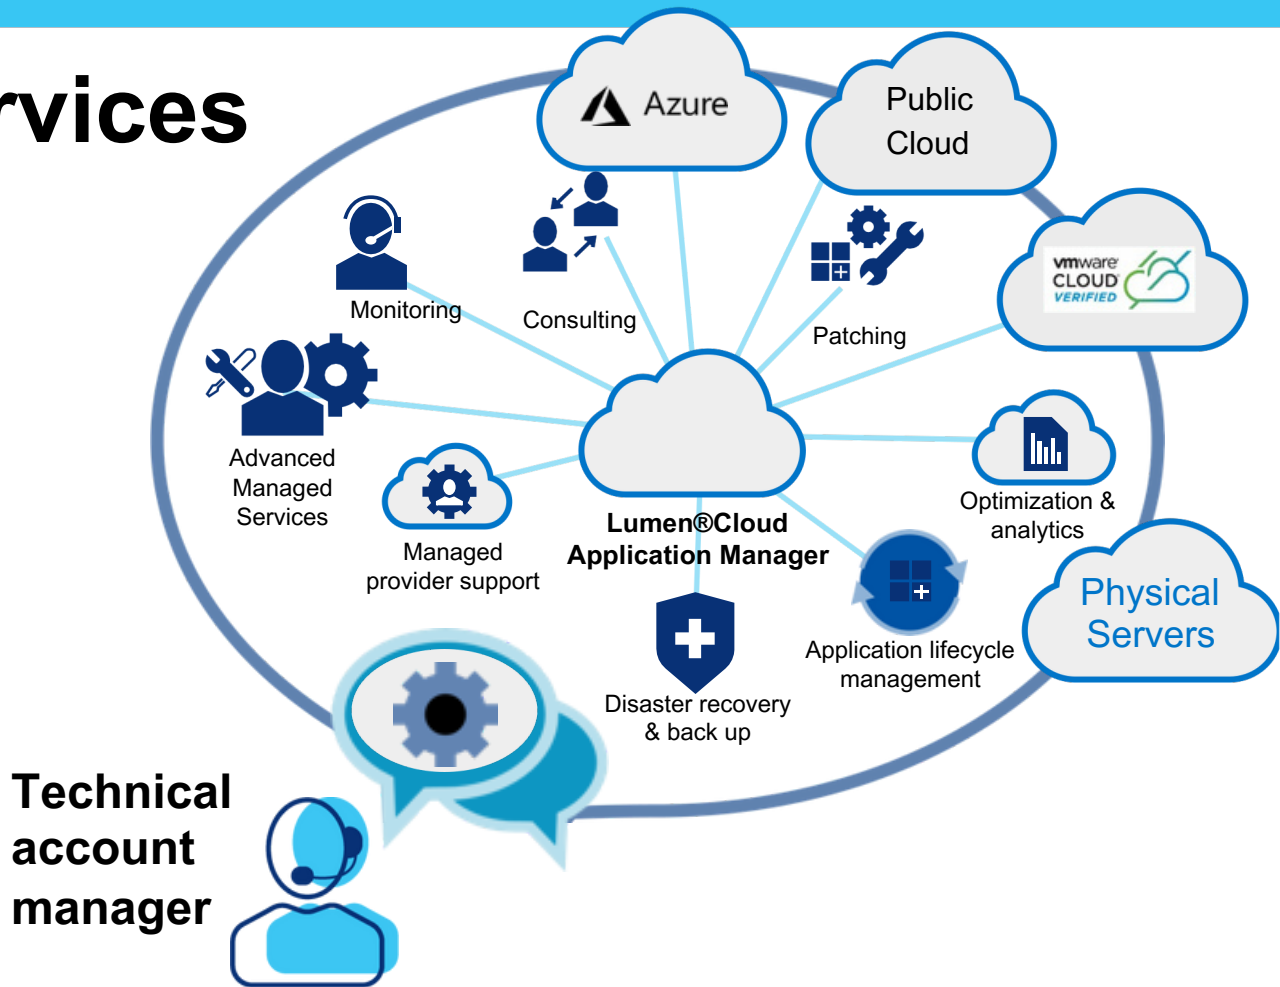 rvices
Azure
Public
Cloud
vmware
CLOUD
VERIFIED
Monitoring
Consulting
Patching
Advanced
Managed
Services
Managed
provider support
Lumen®Cloud
Application Manager
Optimization &
analytics
Physical
Servers
Application lifecycle
management
Disaster recovery
& back up
Technical
account
manager